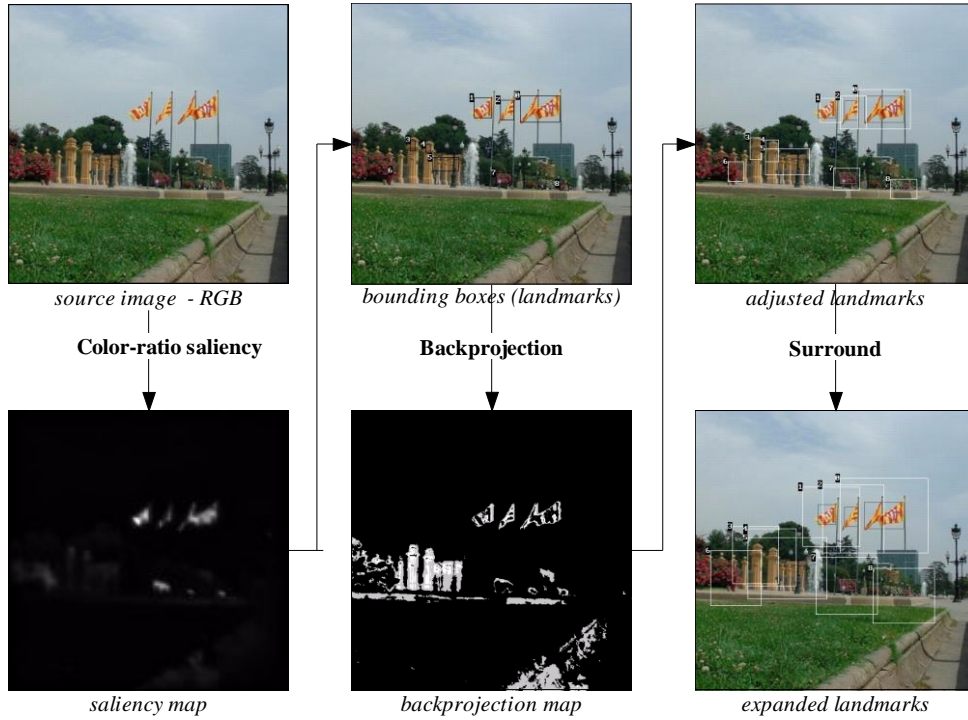 source image - RGB
bounding boxes (landmarks)
adjusted landmarks
Color-ratio saliency
Backprojection
Surround
saliency map
backprojection map
expanded landmarks